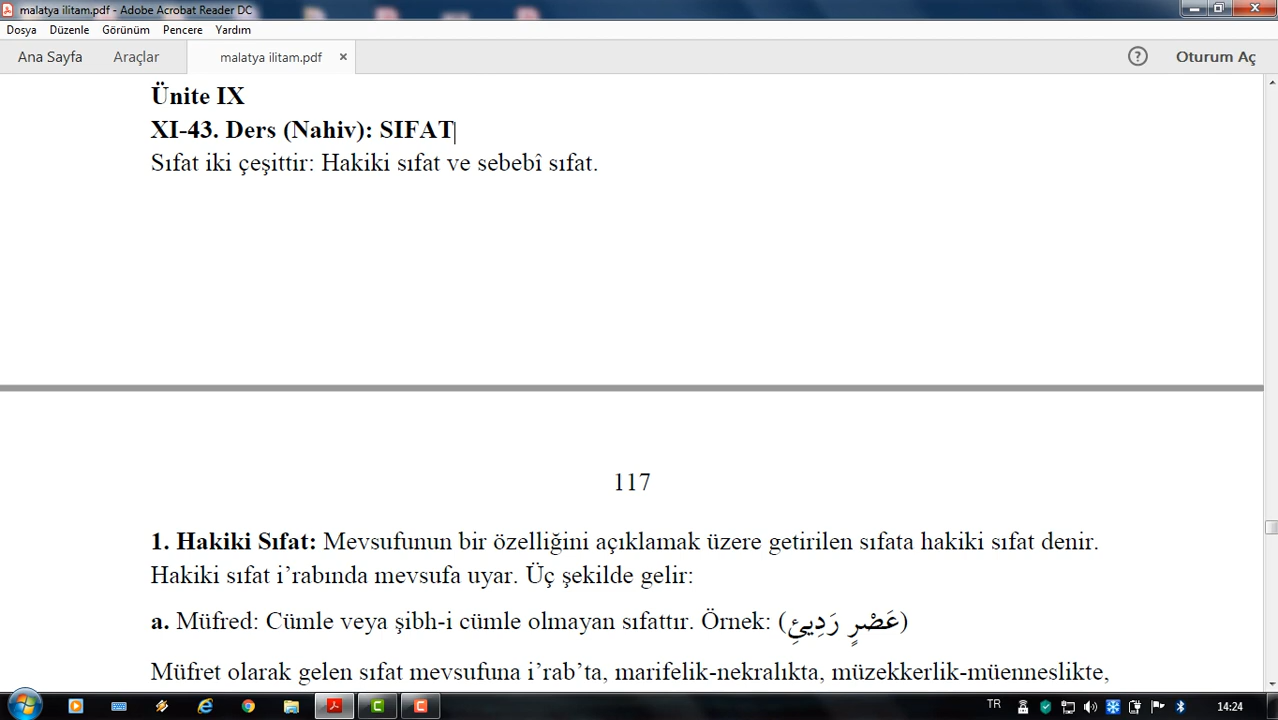 malatya ilitam.pdf - Adobe Acrobat Reader DC
Dosya Düzenle Görünüm Pencere Yardım
Ana Sayfa Araçlar malatya ilitam.pdf × ? Oturum Aç
Ünite IX
XI-43. Ders (Nahiv): SIFAT
Sıfat iki çeşittir: Hakiki sıfat ve sebebî sıfat.
117
1. Hakiki Sıfat: Mevsufunun bir özelliğini açıklamak üzere getirilen sıfata hakiki sıfat denir.
Hakiki sıfat i’rabında mevsufa uyar. Üç şekilde gelir:
a. Müfred: Cümle veya şibh-i cümle olmayan sıfattır. Örnek: (عَصْرٍ رَدِيئِ)
Müfret olarak gelen sıfat mevsufuna i’rab’ta, marifelik-nekralıkta, müzekkerlik-müenneslikte,
TR 14:24